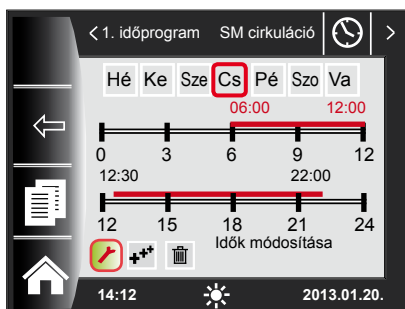 1. időprogram SM cirkuláció
Hé Ke Sze Cs Pé Szo Va
06:00 12:00
0 3 6 9 12
12:30 22:00
12 15 18 21 24
Idők módosítása
14:12 2013.01.20.